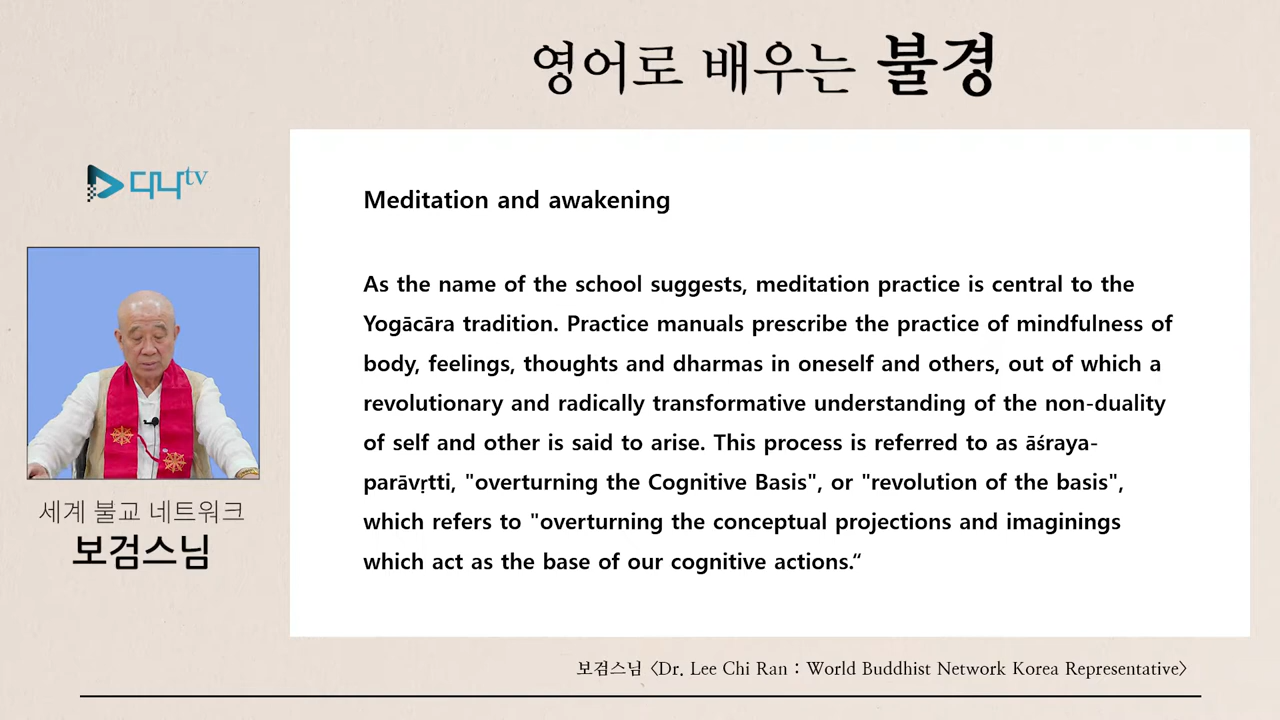 영어로 배우는 불경
디나tv
Meditation and awakening
As the name of the school suggests, meditation practice is central to the
Yogācāra tradition. Practice manuals prescribe the practice of mindfulness of
body, feelings, thoughts and dharmas in oneself and others, out of which a
revolutionary and radically transformative understanding of the non-duality
of self and other is said to arise. This process is referred to as āśraya-
parāvṛtti, "overturning the Cognitive Basis", or "revolution of the basis",
which refers to "overturning the conceptual projections and imaginings
which act as the base of our cognitive actions.“
세계 불교 네트워크
보검스님
보검스님 <Dr. Lee Chi Ran : World Buddhist Network Korea Representative>